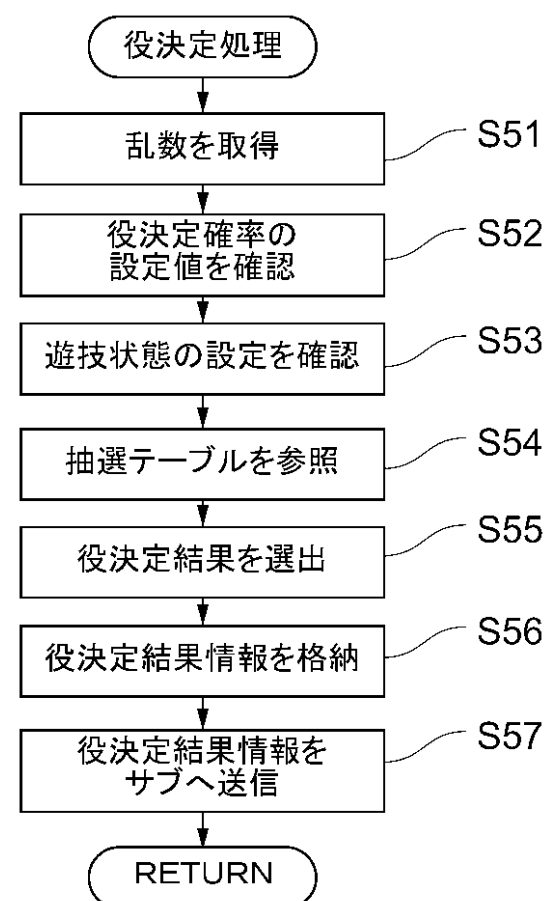 役決定処理
乱数を取得
S51
役決定確率の
設定値を確認
S52
遊技状態の設定を確認
S53
抽選テーブルを参照
S54
役決定結果を選出
S55
役決定結果情報を格納
S56
役決定結果情報を
サブへ送信
S57
RETURN